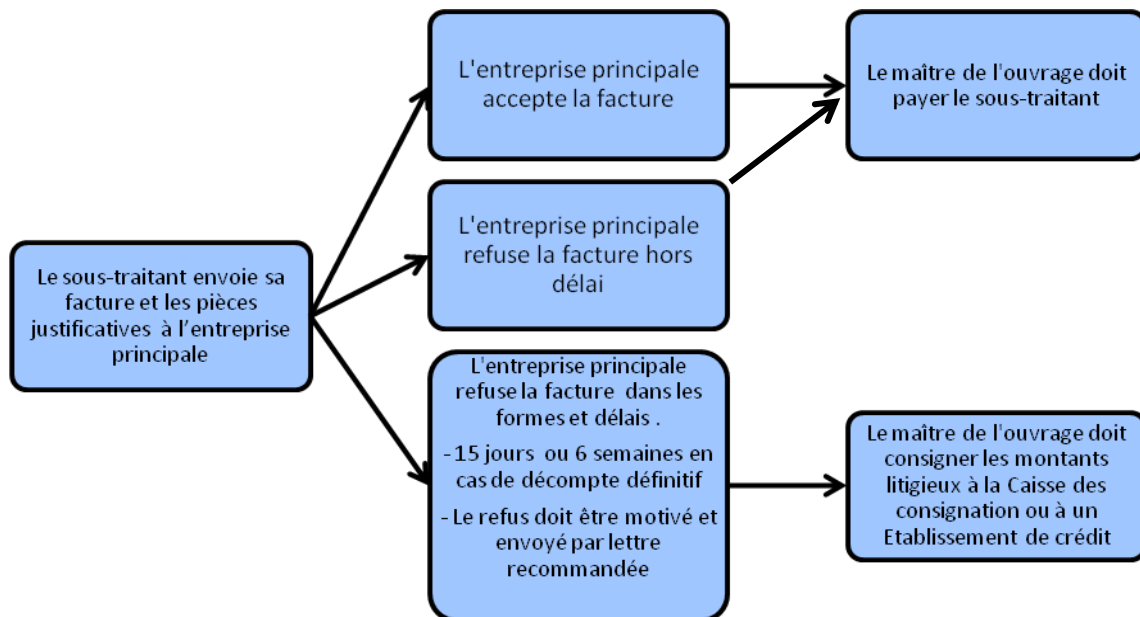 Le sous-traitant envoie sa
facture et les pièces
justificatives à l’entreprise
principale
L'entreprise principale
accepte la facture
L'entreprise principale
refuse la facture hors
délai
L'entreprise principale
refuse la facture dans les
formes et délais .
- 15 jours ou 6 semaines en
cas de décompte définitif
- Le refus doit être motivé et
envoyé par lettre
recommandée
Le maître de l'ouvrage doit
payer le sous-traitant
Le maître de l'ouvrage doit
consigner les montants
litigieux à la Caisse des
consignation ou à un
Etablissement de crédit